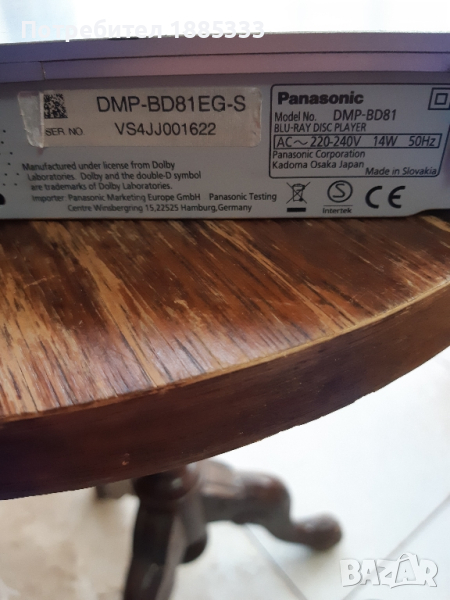 Потребител 1885333
DMP-BD81EG-S
SER. NO.
VS4JJ001622
Panasonic
Model No. DMP-BD81
BLU-RAY DISC PLAYER
AC～220-240V 14W 50Hz
Panasonic Corporation
Kadoma Osaka Japan
Made in Slovakia
Manufactured under license from Dolby
Laboratories. Dolby and the double-D symbol
are trademarks of Dolby Laboratories.
Importer: Panasonic Marketing Europe GmbH Panasonic Testing
Centre Winsbergring 15,22525 Hamburg,Germany
S
Intertek
CE
BAZAR.BG